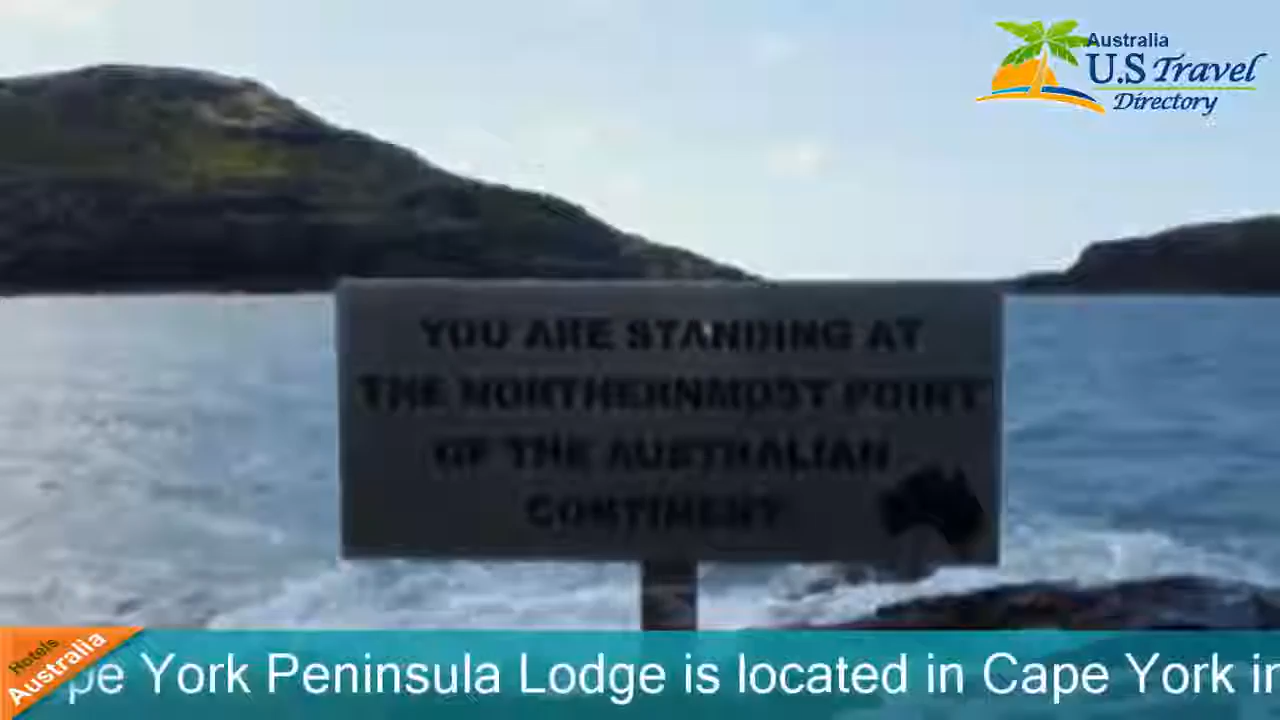 Australia
U.S Travel
Directory
YOU ARE STANDING AT
THE NORTHERNMOST POINT
OF THE AUSTRALIAN
CONTINENT
Hotels
Australia
pe York Peninsula Lodge is located in Cape York in